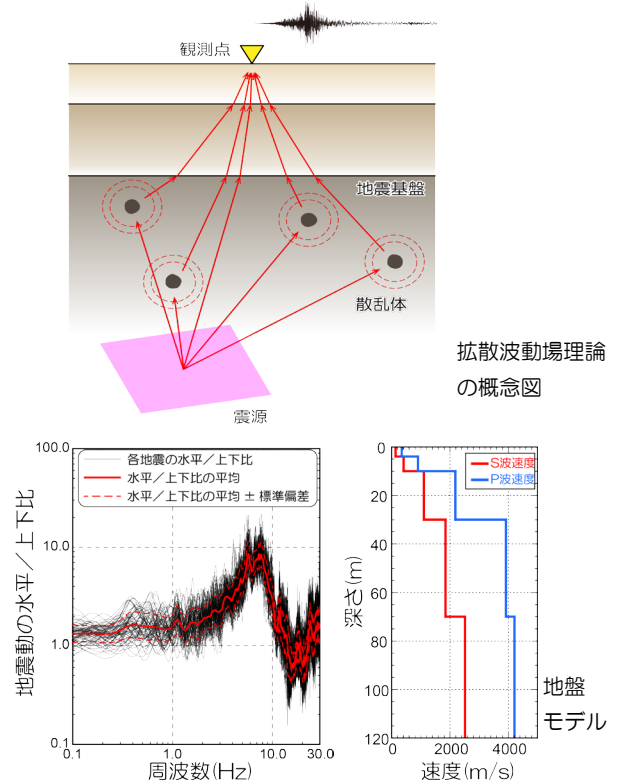 観測点
地震基盤
散乱体
震源
拡散波動場理論
の概念図
各地震の水平／上下比
水平／上下比の平均
水平／上下比の平均 ± 標準偏差
地震動の水平／上下比
100.0
10.0
1.0
0.1
0.1
1.0
10.0
30.0
周波数(Hz)
S波速度
P波速度
深さ(m)
0
20
40
60
80
100
120
0
2000
4000
速度(m/s)
地盤
モデル